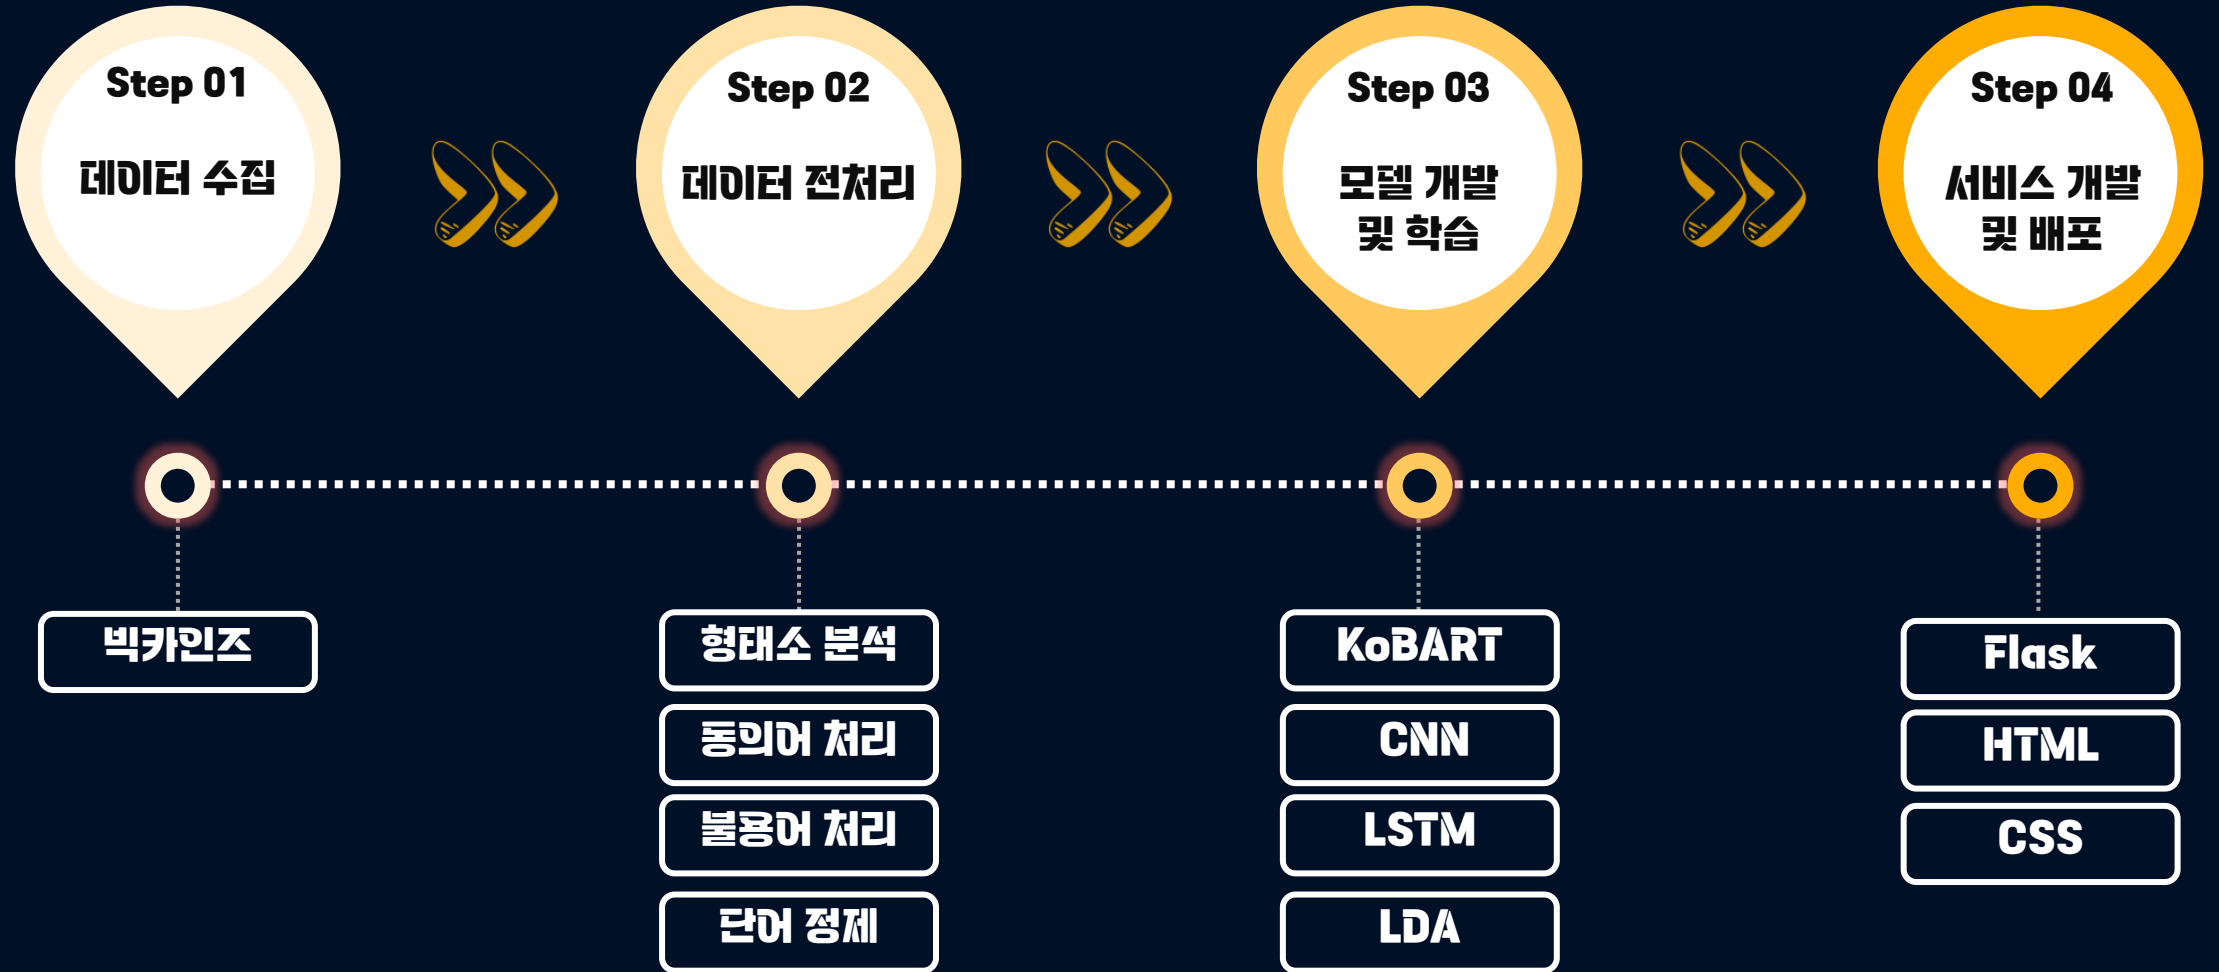 Step 01
데이터 수집
Step 02
데이터 전처리
Step 03
모델 개발
및 학습
Step 04
서비스 개발
및 배포
빅카인즈
형태소 분석
동의어 처리
불용어 처리
단어 정제
KoBART
CNN
LSTM
LDA
Flask
HTML
CSS